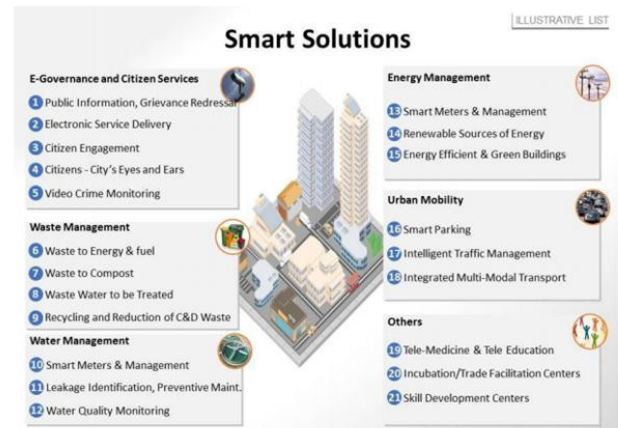 ILLUSTRATIVE LIST
Smart Solutions
E-Governance and Citizen Services
1 Public Information, Grievance Redressal
2 Electronic Service Delivery
3 Citizen Engagement
4 Citizens - City's Eyes and Ears
5 Video Crime Monitoring
Waste Management
6 Waste to Energy & fuel
7 Waste to Compost
8 Waste Water to be Treated
9 Recycling and Reduction of C&D Waste
Water Management
10 Smart Meters & Management
11 Leakage Identification, Preventive Maint.
12 Water Quality Monitoring
Energy Management
13 Smart Meters & Management
14 Renewable Sources of Energy
15 Energy Efficient & Green Buildings
Urban Mobility
16 Smart Parking
17 Intelligent Traffic Management
18 Integrated Multi-Modal Transport
Others
19 Tele-Medicine & Tele Education
20 Incubation/Trade Facilitation Centers
21 Skill Development Centers